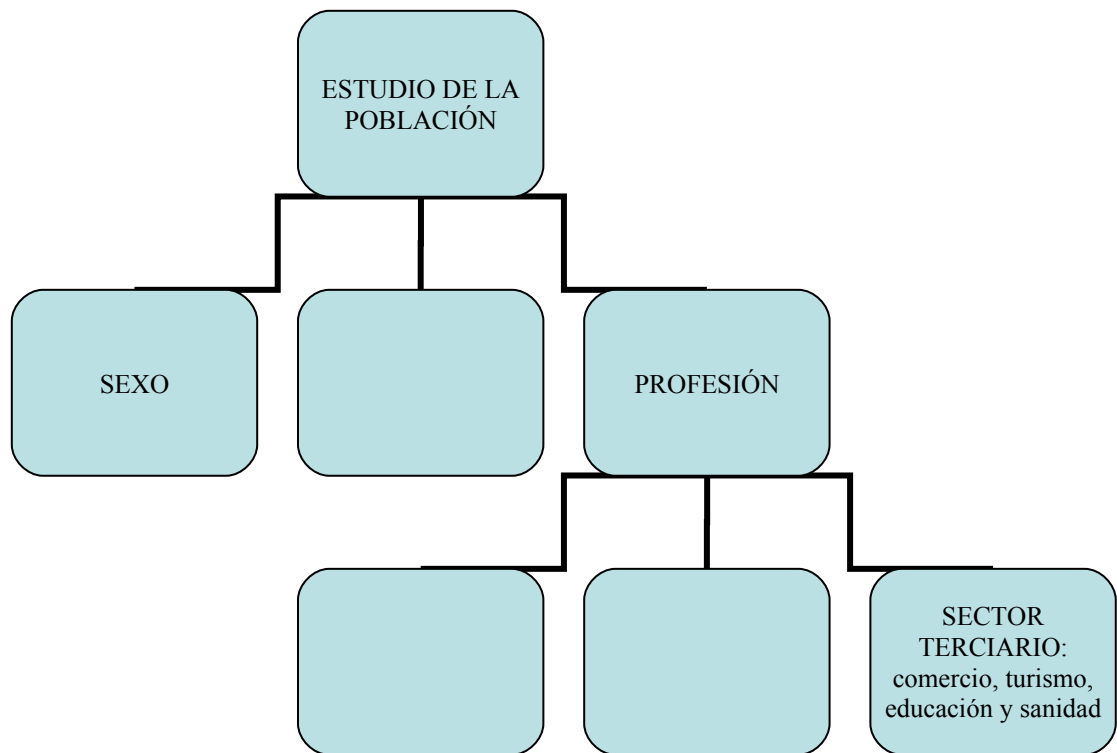 ESTUDIO DE LA
POBLACIÓN
SEXO
PROFESIÓN
SECTOR
TERCIARIO:
comercio, turismo,
educación y sanidad